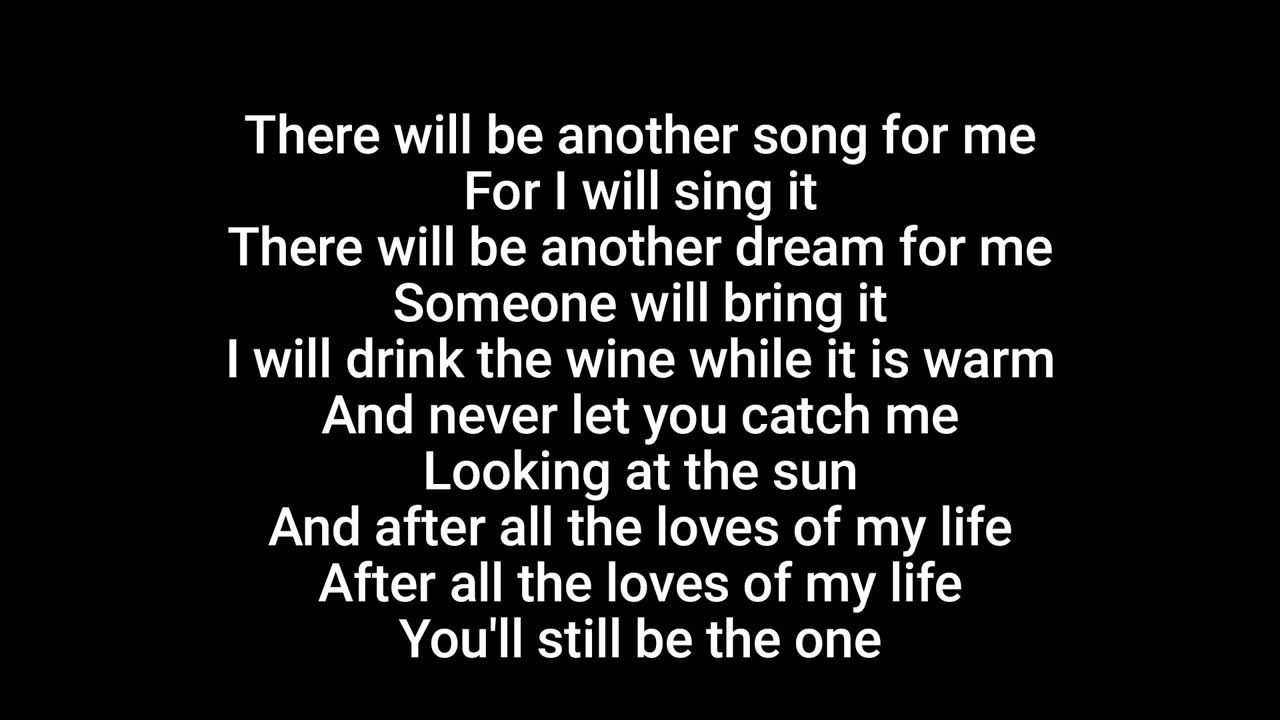 There will be another song for me
For I will sing it
There will be another dream for me
Someone will bring it
I will drink the wine while it is warm
And never let you catch me
Looking at the sun
And after all the loves of my life
After all the loves of my life
You'll still be the one